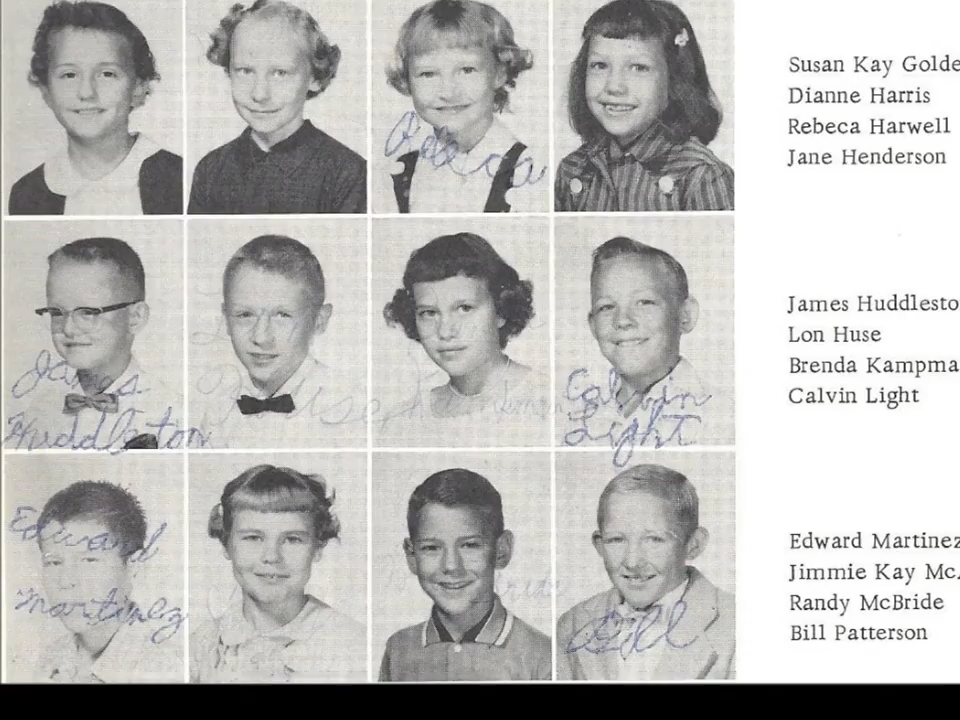 Susan Kay Golde
Dianne Harris
Rebeca Harwell
Jane Henderson
Rebecca
James Huddlesto
Lon Huse
Brenda Kampma
Calvin Light
James
Huddleston
Calvin
Light
Edward Martinez
Jimmie Kay Mc
Randy McBride
Bill Patterson
Edward
Martinez
Bill